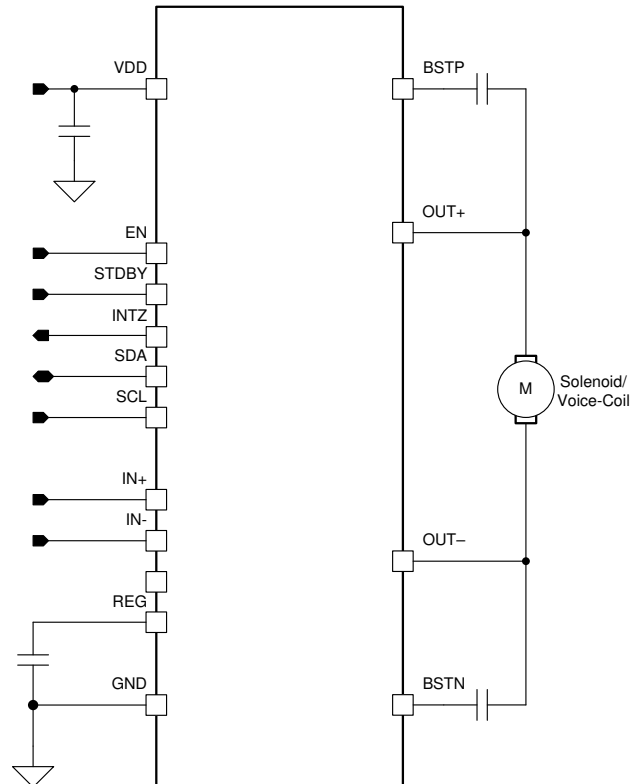 VDD
EN
STDBY
INTZ
SDA
SCL
IN+
IN-
REG
GND
BSTP
OUT+
M
Solenoid/
Voice-Coil
OUT–
BSTN